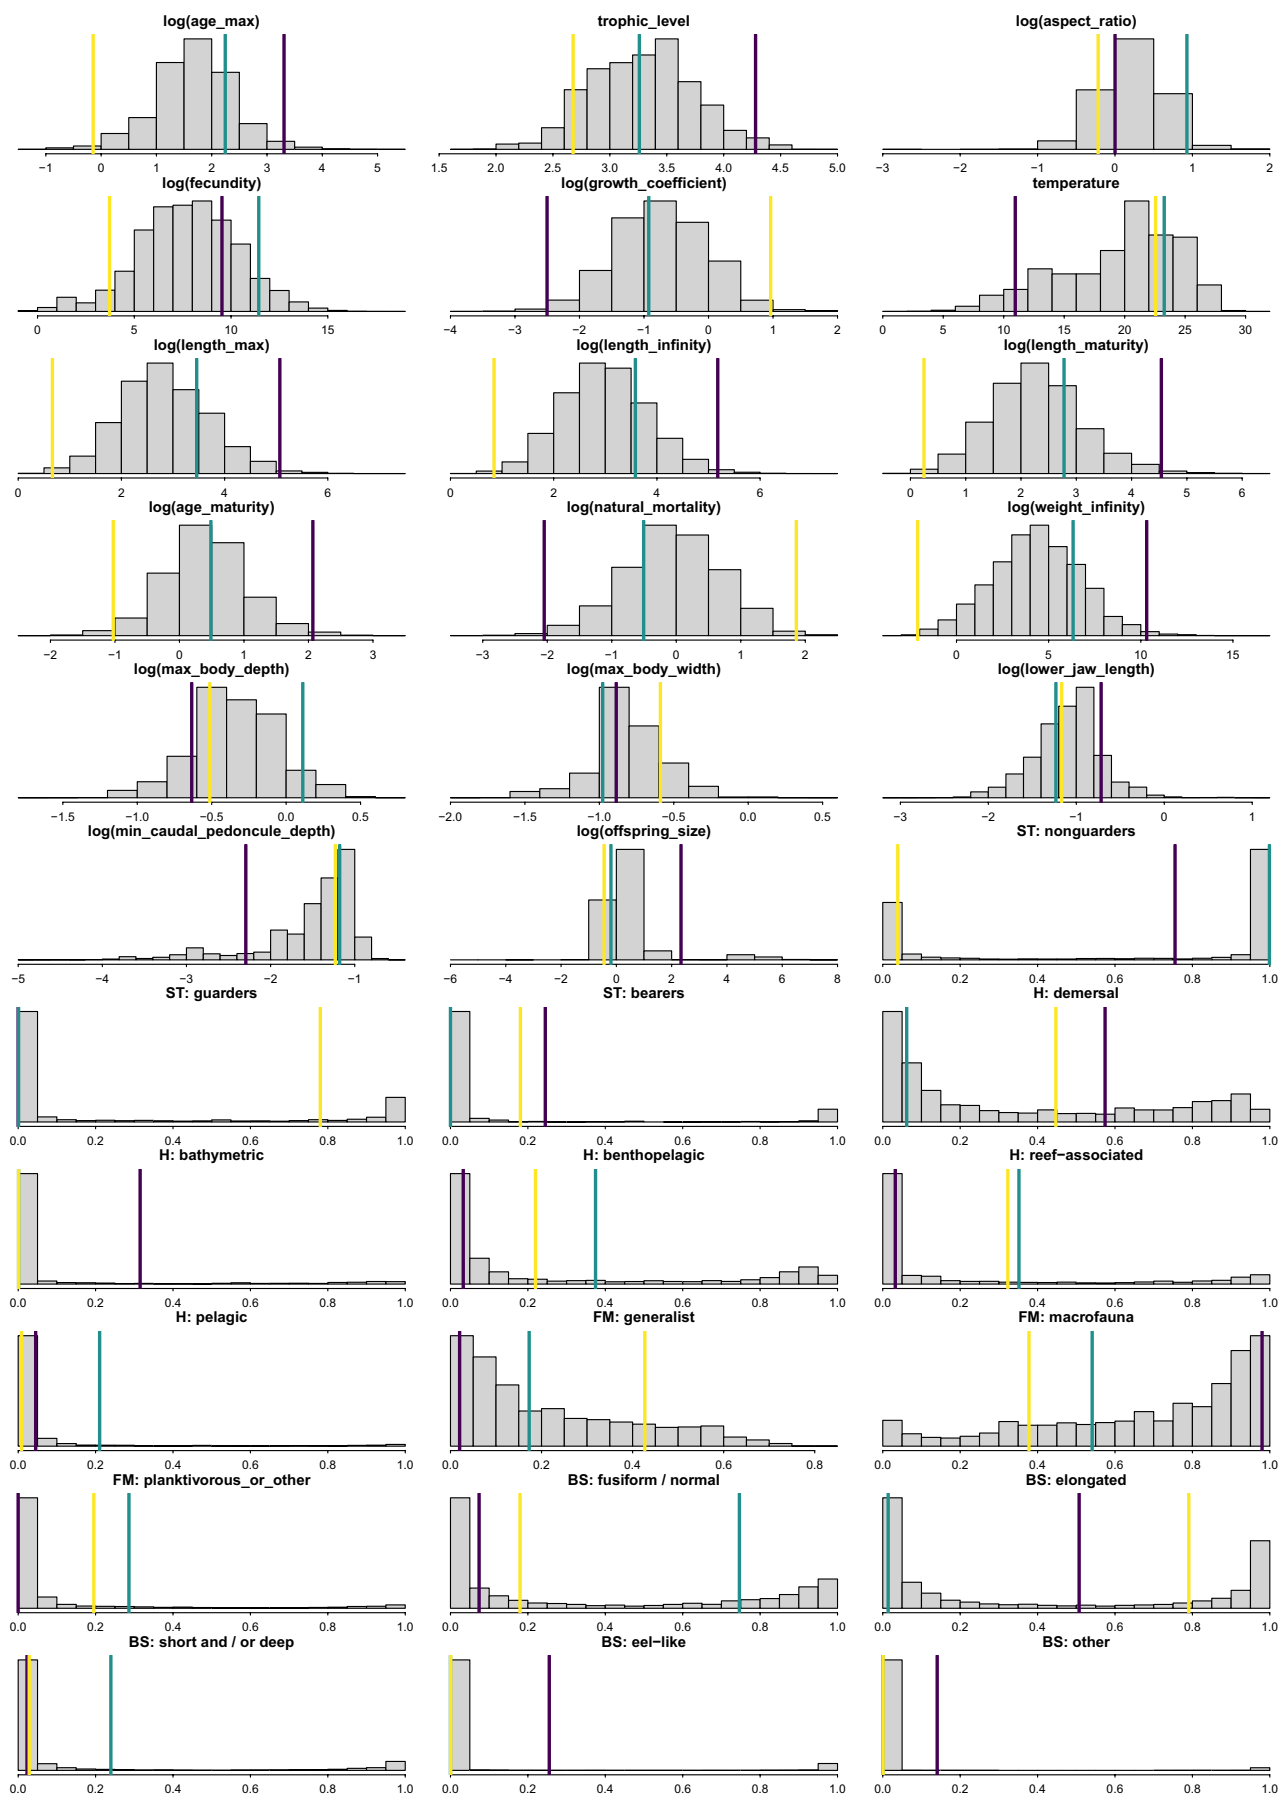 log(age_max) trophic_level log(aspect_ratio)
−1 0 1 2 3 4 5 1.5 2.0 2.5 3.0 3.5 4.0 4.5 5.0 −3 −2 −1 0 1 2
log(fecundity) log(growth_coefficient) temperature
0 5 10 15 −4 −3 −2 −1 0 1 2 0 5 10 15 20 25 30
log(length_max) log(length_infinity) log(length_maturity)
0 2 4 6 0 2 4 6 0 1 2 3 4 5 6
log(age_maturity) log(natural_mortality) log(weight_infinity)
−2 −1 0 1 2 3 −3 −2 −1 0 1 2 0 5 10 15
log(max_body_depth) log(max_body_width) log(lower_jaw_length)
−1.5 −1.0 −0.5 0.0 0.5 −2.0 −1.5 −1.0 −0.5 0.0 0.5 −3 −2 −1 0 1
log(min_caudal_pedoncule_depth) log(offspring_size) ST: nonguarders
−5 −4 −3 −2 −1 −6 −4 −2 0 2 4 6 8 0.0 0.2 0.4 0.6 0.8 1.0
ST: guarders ST: bearers H: demersal
0.0 0.2 0.4 0.6 0.8 1.0 0.0 0.2 0.4 0.6 0.8 1.0 0.0 0.2 0.4 0.6 0.8 1.0
H: bathymetric H: benthopelagic H: reef−associated
0.0 0.2 0.4 0.6 0.8 1.0 0.0 0.2 0.4 0.6 0.8 1.0 0.0 0.2 0.4 0.6 0.8 1.0
H: pelagic FM: generalist FM: macrofauna
0.0 0.2 0.4 0.6 0.8 1.0 0.0 0.2 0.4 0.6 0.8 0.0 0.2 0.4 0.6 0.8 1.0
FM: planktivorous_or_other BS: fusiform / normal BS: elongated
0.0 0.2 0.4 0.6 0.8 1.0 0.0 0.2 0.4 0.6 0.8 1.0 0.0 0.2 0.4 0.6 0.8 1.0
BS: short and / or deep BS: eel−like BS: other
0.0 0.2 0.4 0.6 0.8 1.0 0.0 0.2 0.4 0.6 0.8 1.0 0.0 0.2 0.4 0.6 0.8 1.0